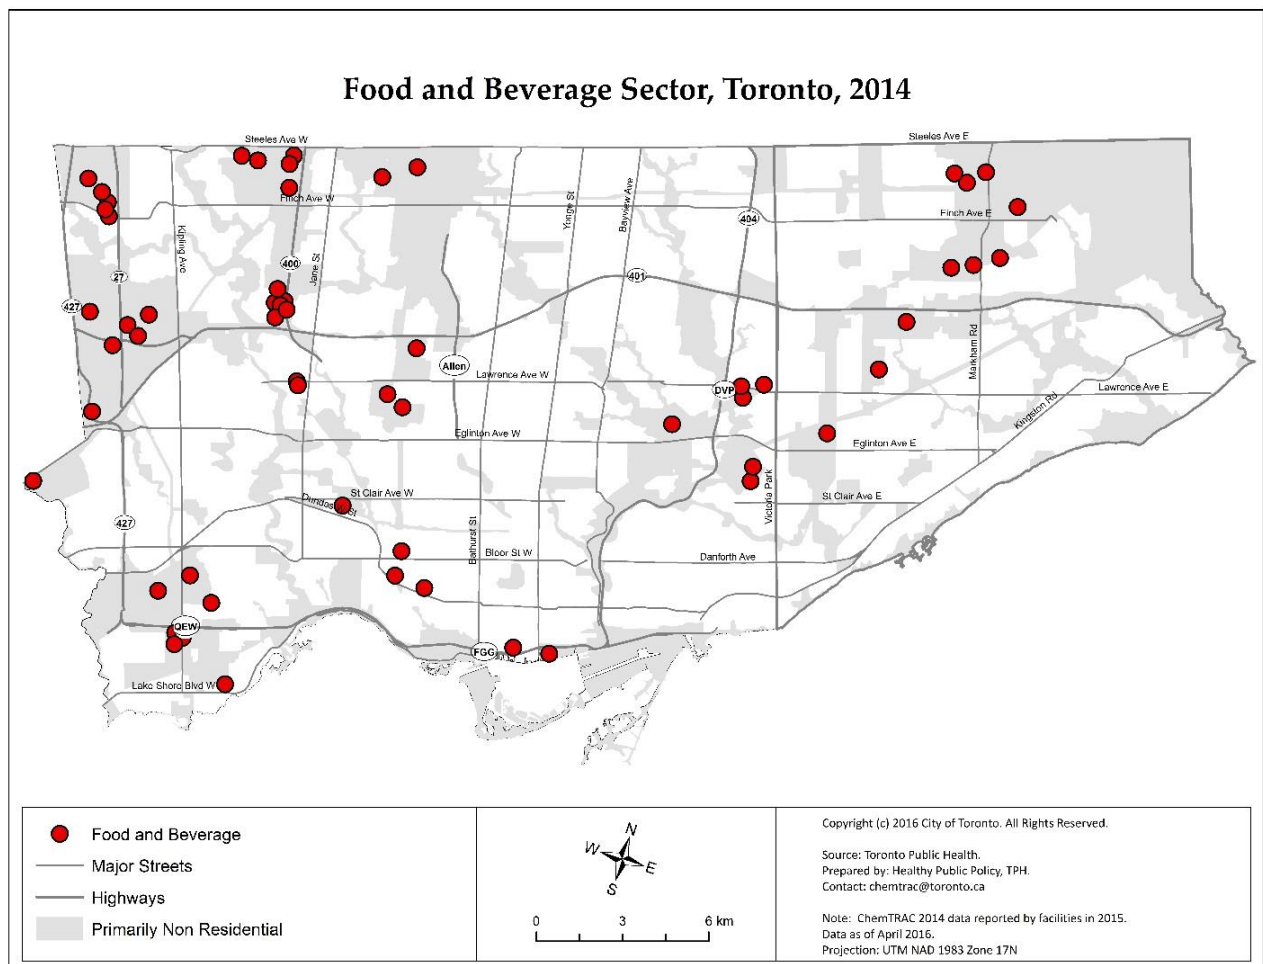 Food and Beverage Sector, Toronto, 2014
Steeles Ave W
Steeles Ave E
Finch Ave W
Finch Ave E
Kipling Ave
Jane St
Yonge St
Bayview Ave
404
400
27
427
401
Markham Rd
Allen
Lawrence Ave W
DVP
Lawrence Ave E
Kingston Rd
Eglinton Ave W
Eglinton Ave E
St Clair Ave W
Dundas St
Victoria Park
St Clair Ave E
427
Bathurst St
Bloor St W
Danforth Ave
QEW
FGG
Lake Shore Blvd W
Food and Beverage
Major Streets
Highways
Primarily Non Residential
N
W
E
S
0 3 6 km
Copyright (c) 2016 City of Toronto. All Rights Reserved.
Source: Toronto Public Health.
Prepared by: Healthy Public Policy, TPH.
Contact: chemtrac@toronto.ca
Note: ChemTRAC 2014 data reported by facilities in 2015.
Data as of April 2016.
Projection: UTM NAD 1983 Zone 17N